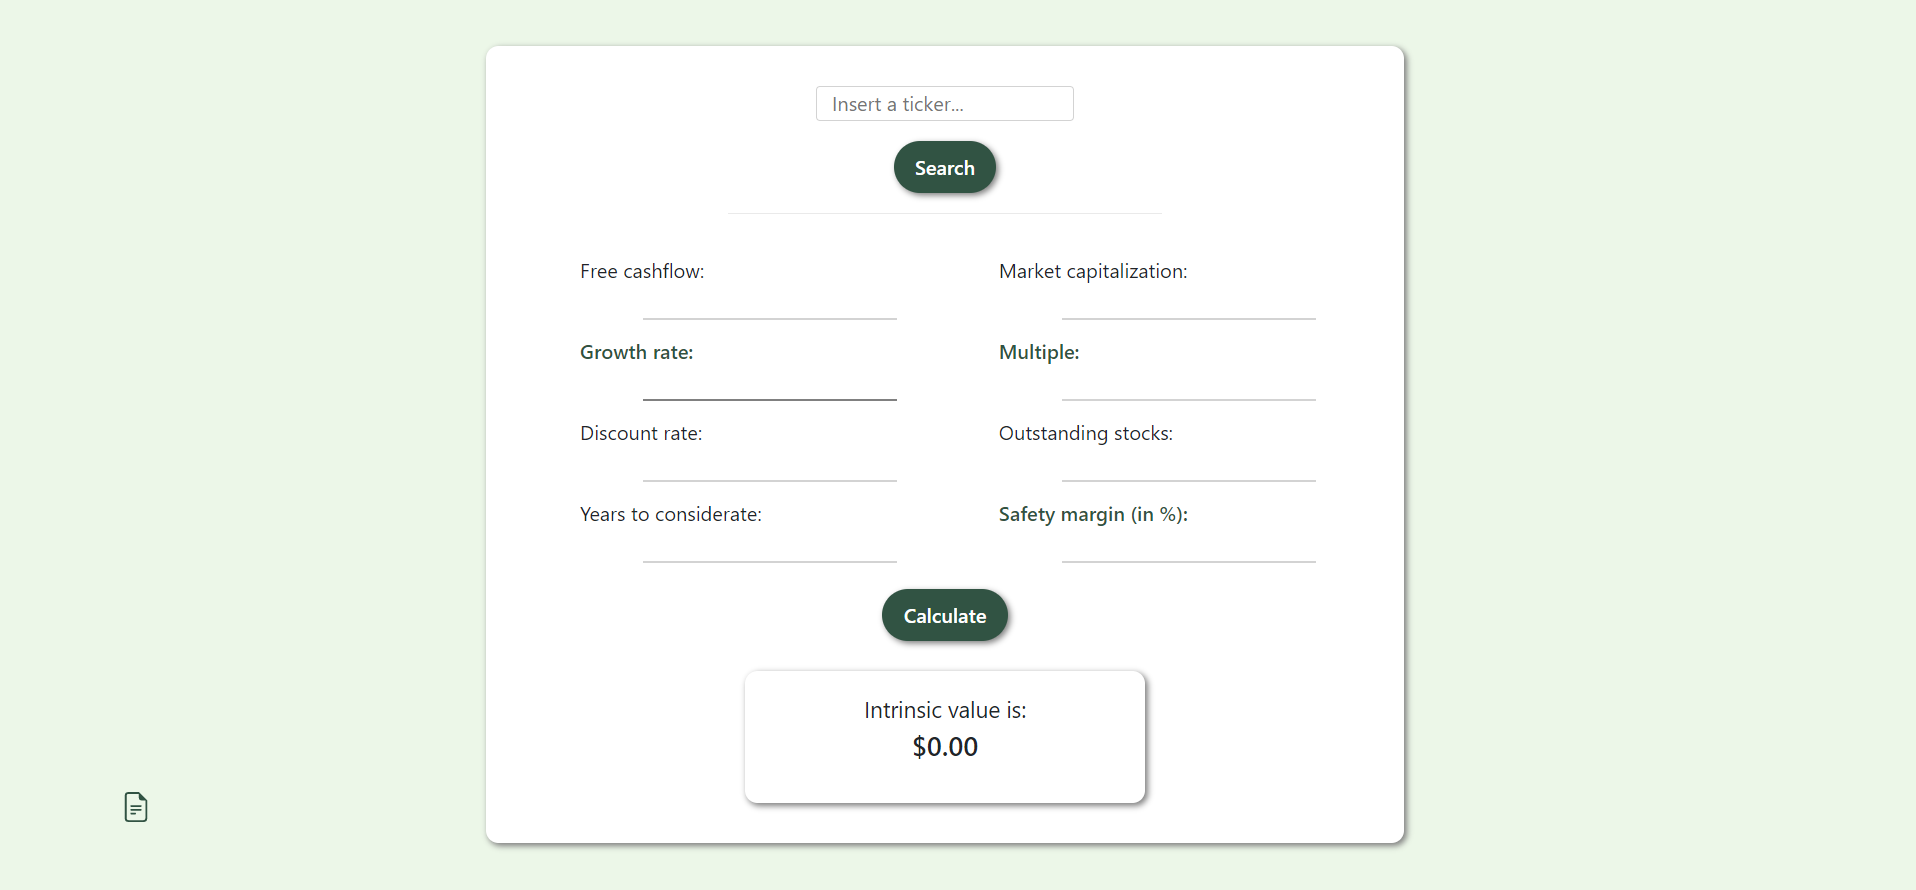 Insert a ticker...
Search
Free cashflow:
Market capitalization:
Growth rate:
Multiple:
Discount rate:
Outstanding stocks:
Years to considerate:
Safety margin (in %):
Calculate
Intrinsic value is:
$0.00